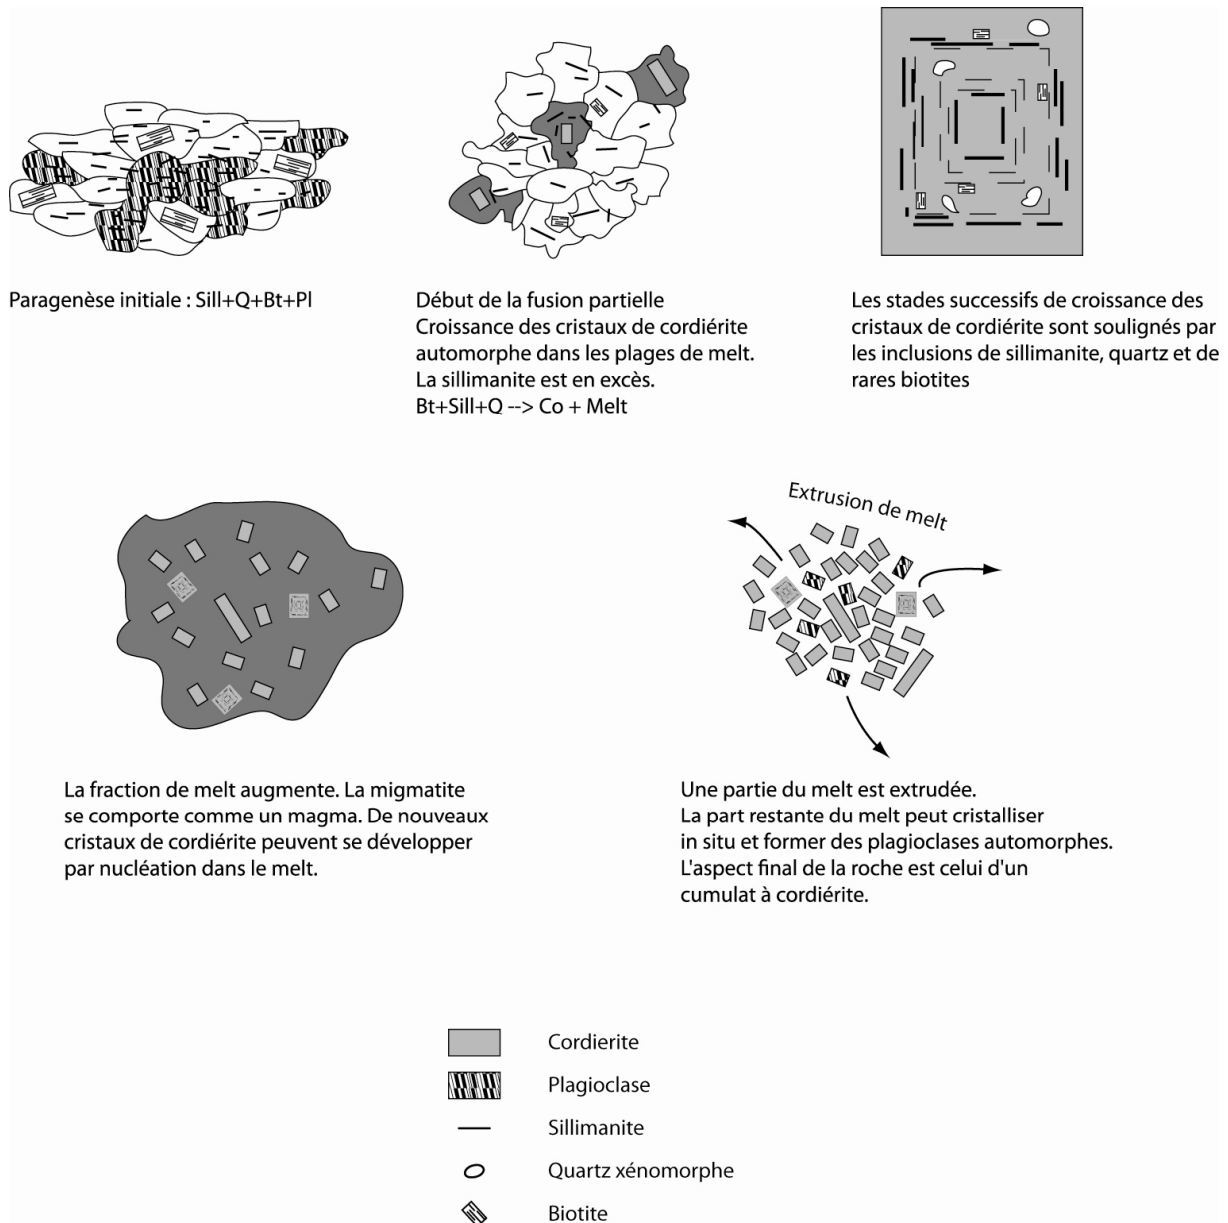 Paragenèse initiale : Sill+Q+Bt+Pl
Début de la fusion partielle
Croissance des cristaux de cordiérite
automorphe dans les plages de melt.
La sillimanite est en excès.
Bt+Sill+Q --> Co + Melt
Les stades successifs de croissance des
cristaux de cordiérite sont soulignés par
les inclusions de sillimanite, quartz et de
rares biotites
La fraction de melt augmente. La migmatite
se comporte comme un magma. De nouveaux
cristaux de cordiérite peuvent se développer
par nucléation dans le melt.
Extrusion de melt
Une partie du melt est extrudée.
La part restante du melt peut cristalliser
in situ et former des plagioclases automorphes.
L'aspect final de la roche est celui d'un
cumulat à cordiérite.
Cordierite
Plagioclase
Sillimanite
Quartz xénomorphe
Biotite